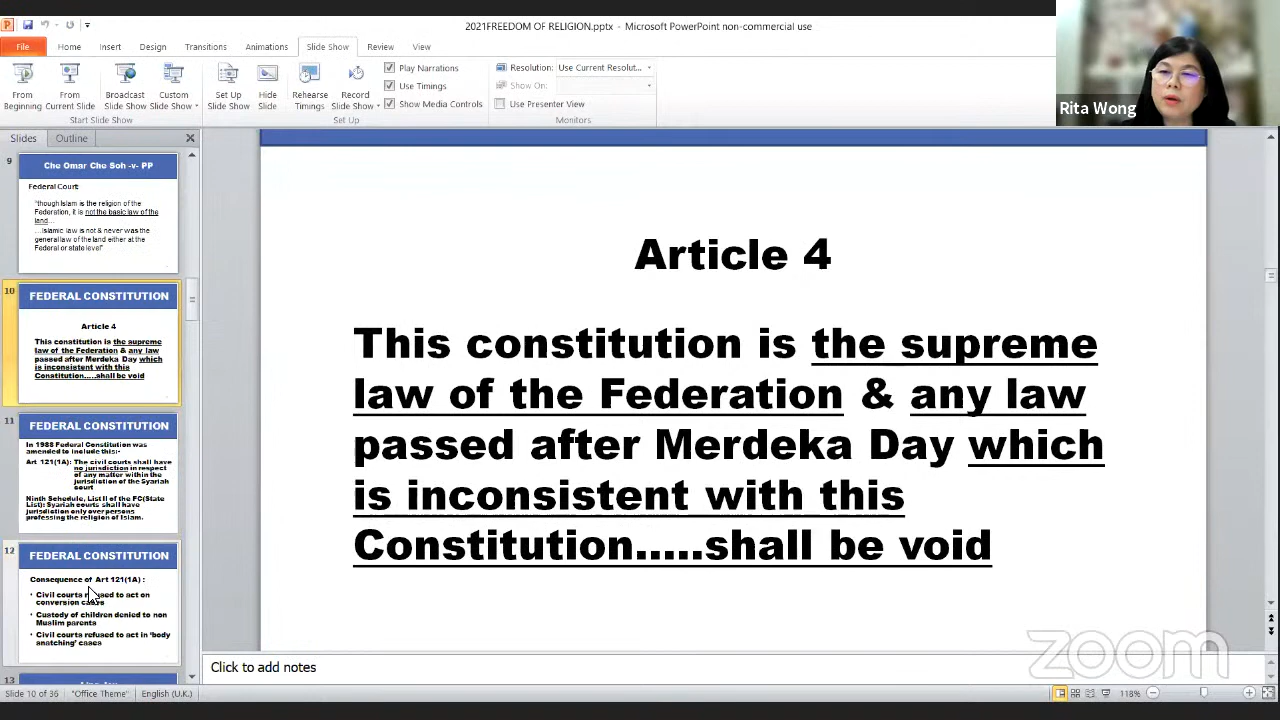 2021FREEDOM OF RELIGION.pptx - Microsoft PowerPoint non-commercial use
File Home Insert Design Transitions Animations Slide Show Review View
From Beginning
From Current Slide
Broadcast Slide Show
Custom Slide Show
Start Slide Show
Set Up Slide Show
Hide Slide
Rehearse Timings
Record Slide Show
Play Narrations
Use Timings
Show Media Controls
Set Up
Resolution: Use Current Resolut...
Show On:
Use Presenter View
Monitors
Rita Wong
Slides Outline
9
Che Omar Che Soh -v- PP
Federal Court:
"though Islam is the religion of the
Federation, it is not the basic law of the
land...
...Islamic law is not & never was the
general law of the land either at the
Federal or state level"
10
FEDERAL CONSTITUTION
Article 4
This constitution is the supreme
law of the Federation & any law
passed after Merdeka Day which
is inconsistent with this
Constitution.....shall be void
11
FEDERAL CONSTITUTION
In 1988 Federal Constitution was
amended to include this:-
Art 121(1A): The civil courts shall have
no jurisdiction in respect
of any matter within the
jurisdiction of the Syariah
court
Ninth Schedule, List II of the FC(State
List): Syariah courts shall have
jurisdiction only over persons
professing the religion of Islam.
12
FEDERAL CONSTITUTION
Consequence of Art 121(1A) :
• Civil courts refused to act on
conversion cases
• Custody of children denied to non
Muslim parents
• Civil courts refused to act in 'body
snatching' cases
13
Article 4
This constitution is the supreme
law of the Federation & any law
passed after Merdeka Day which
is inconsistent with this
Constitution.....shall be void
zoom
Click to add notes
Slide 10 of 36 "Office Theme" English (U.K.)
118%